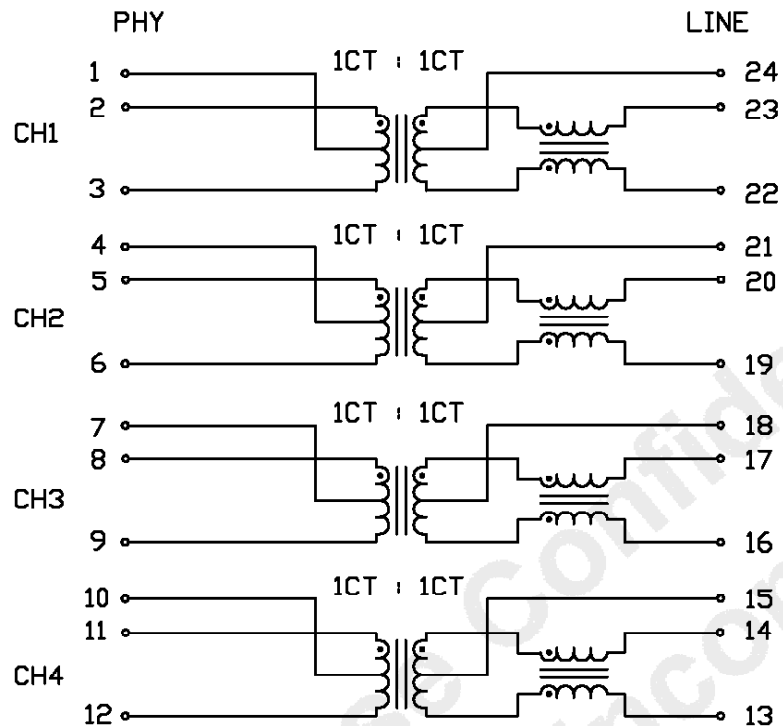 PHY LINE
1 1CT : 1CT 24
2 23
CH1
3 22
4 1CT : 1CT 21
5 20
CH2
6 19
7 1CT : 1CT 18
8 17
CH3
9 16
10 1CT : 1CT 15
11 14
CH4
12 13